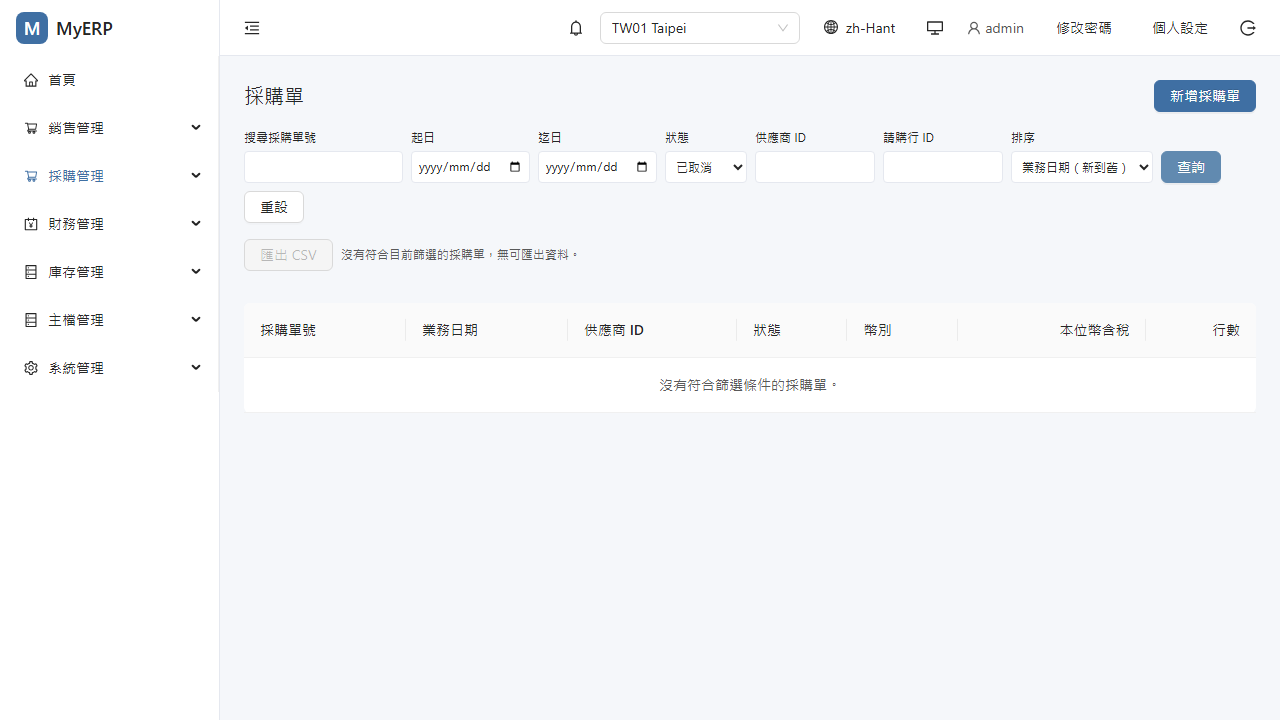 M MyERP
TW01 Taipei
zh-Hant
admin
修改密碼
個人設定
首頁
銷售管理
採購管理
財務管理
庫存管理
主檔管理
系統管理
採購單
新增採購單
搜尋採購單號
起日
迄日
狀態
供應商 ID
請購行 ID
排序
yyyy/mm/dd
yyyy/mm/dd
已取消
業務日期（新到舊）
查詢
重設
匯出 CSV
沒有符合目前篩選的採購單，無可匯出資料。
採購單號
業務日期
供應商 ID
狀態
幣別
本位幣含稅
行數
沒有符合篩選條件的採購單。